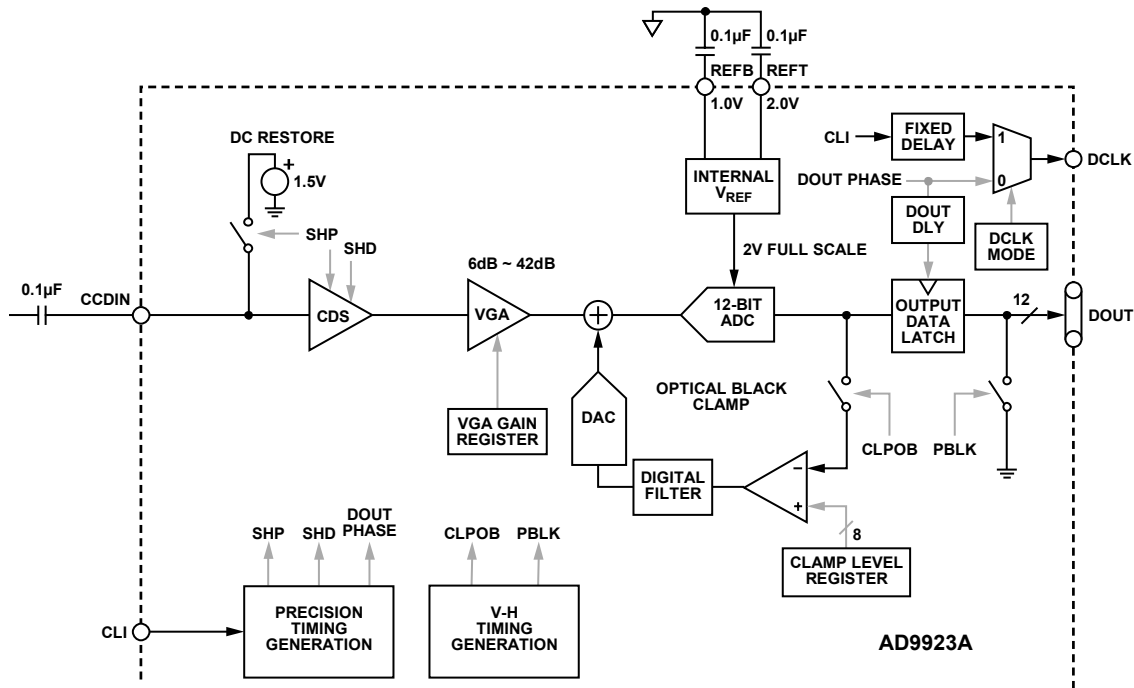 0.1µF
0.1µF
REFB
REFT
1.0V
2.0V
DC RESTORE
+
1.5V
SHP
SHD
INTERNAL
VREF
2V FULL SCALE
CLI
FIXED
DELAY
1
0
DCLK
DOUT PHASE
DOUT
DLY
DCLK
MODE
0.1µF
CCDIN
CDS
6dB ~ 42dB
VGA
+
12-BIT
ADC
OUTPUT
DATA
LATCH
12
DOUT
VGA GAIN
REGISTER
DAC
OPTICAL BLACK
CLAMP
CLPOB
PBLK
DIGITAL
FILTER
–
+
8
CLAMP LEVEL
REGISTER
SHP
SHD
DOUT
PHASE
CLPOB
PBLK
CLI
PRECISION
TIMING
GENERATION
V-H
TIMING
GENERATION
AD9923A